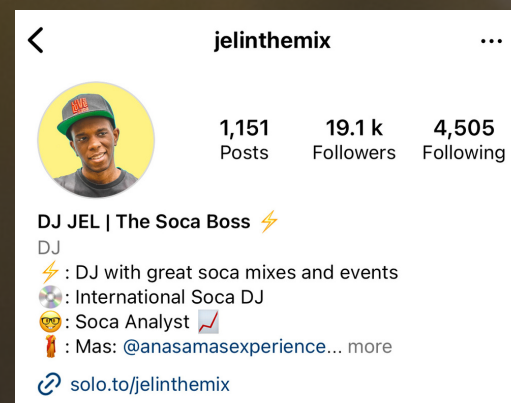 jelinthemix
1,151 19.1 k 4,505
Posts Followers Following
DJ JEL | The Soca Boss ⚡
DJ
⚡ : DJ with great soca mixes and events
💿 : International Soca DJ
🤓 : Soca Analyst 📈
: Mas: @anasamasexperience... more
solo.to/jelinthemix